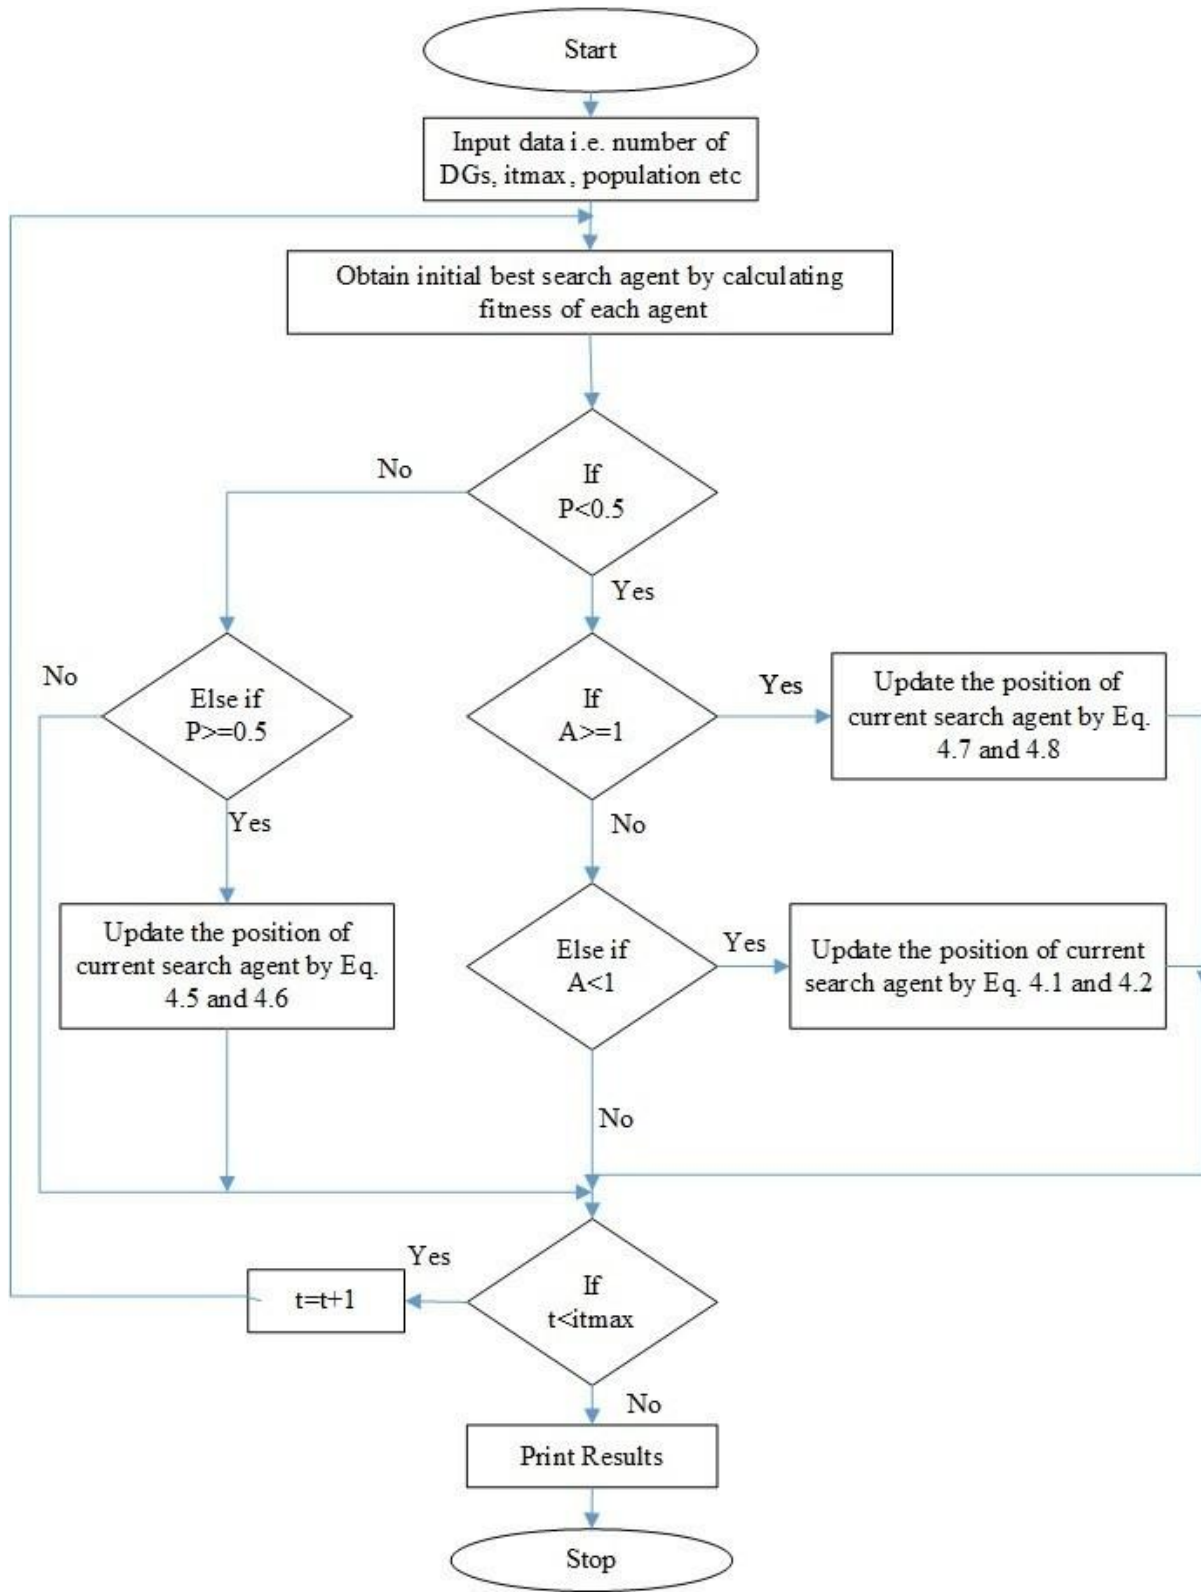 Start
Input data i.e. number of
DGs, itmax, population etc
Obtain initial best search agent by calculating
fitness of each agent
No
If
P<0.5
Yes
No
Else if
P>=0.5
If
A>=1
Yes
Update the position of
current search agent by Eq.
4.7 and 4.8
Yes
No
Update the position of
current search agent by Eq.
4.5 and 4.6
Else if
A<1
Yes
Update the position of current
search agent by Eq. 4.1 and 4.2
No
Yes
t=t+1
If
t<itmax
No
Print Results
Stop